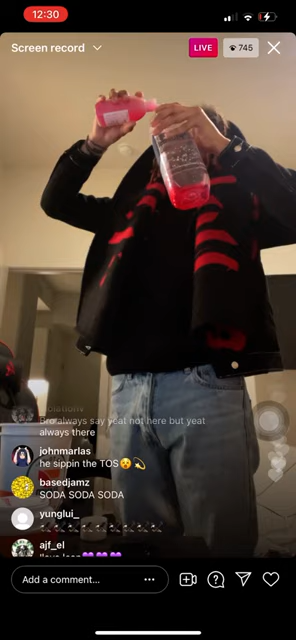 12:30
Screen record
LIVE
745
Bro always say yeat not here but yeat
always there
johnmarlas
he sippin the TOS😵💫
basedjamz
SODA SODA SODA
yunglui_
ajf_el
Add a comment...